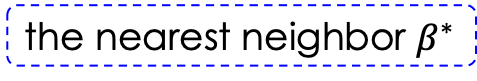 the nearest neighbor β*